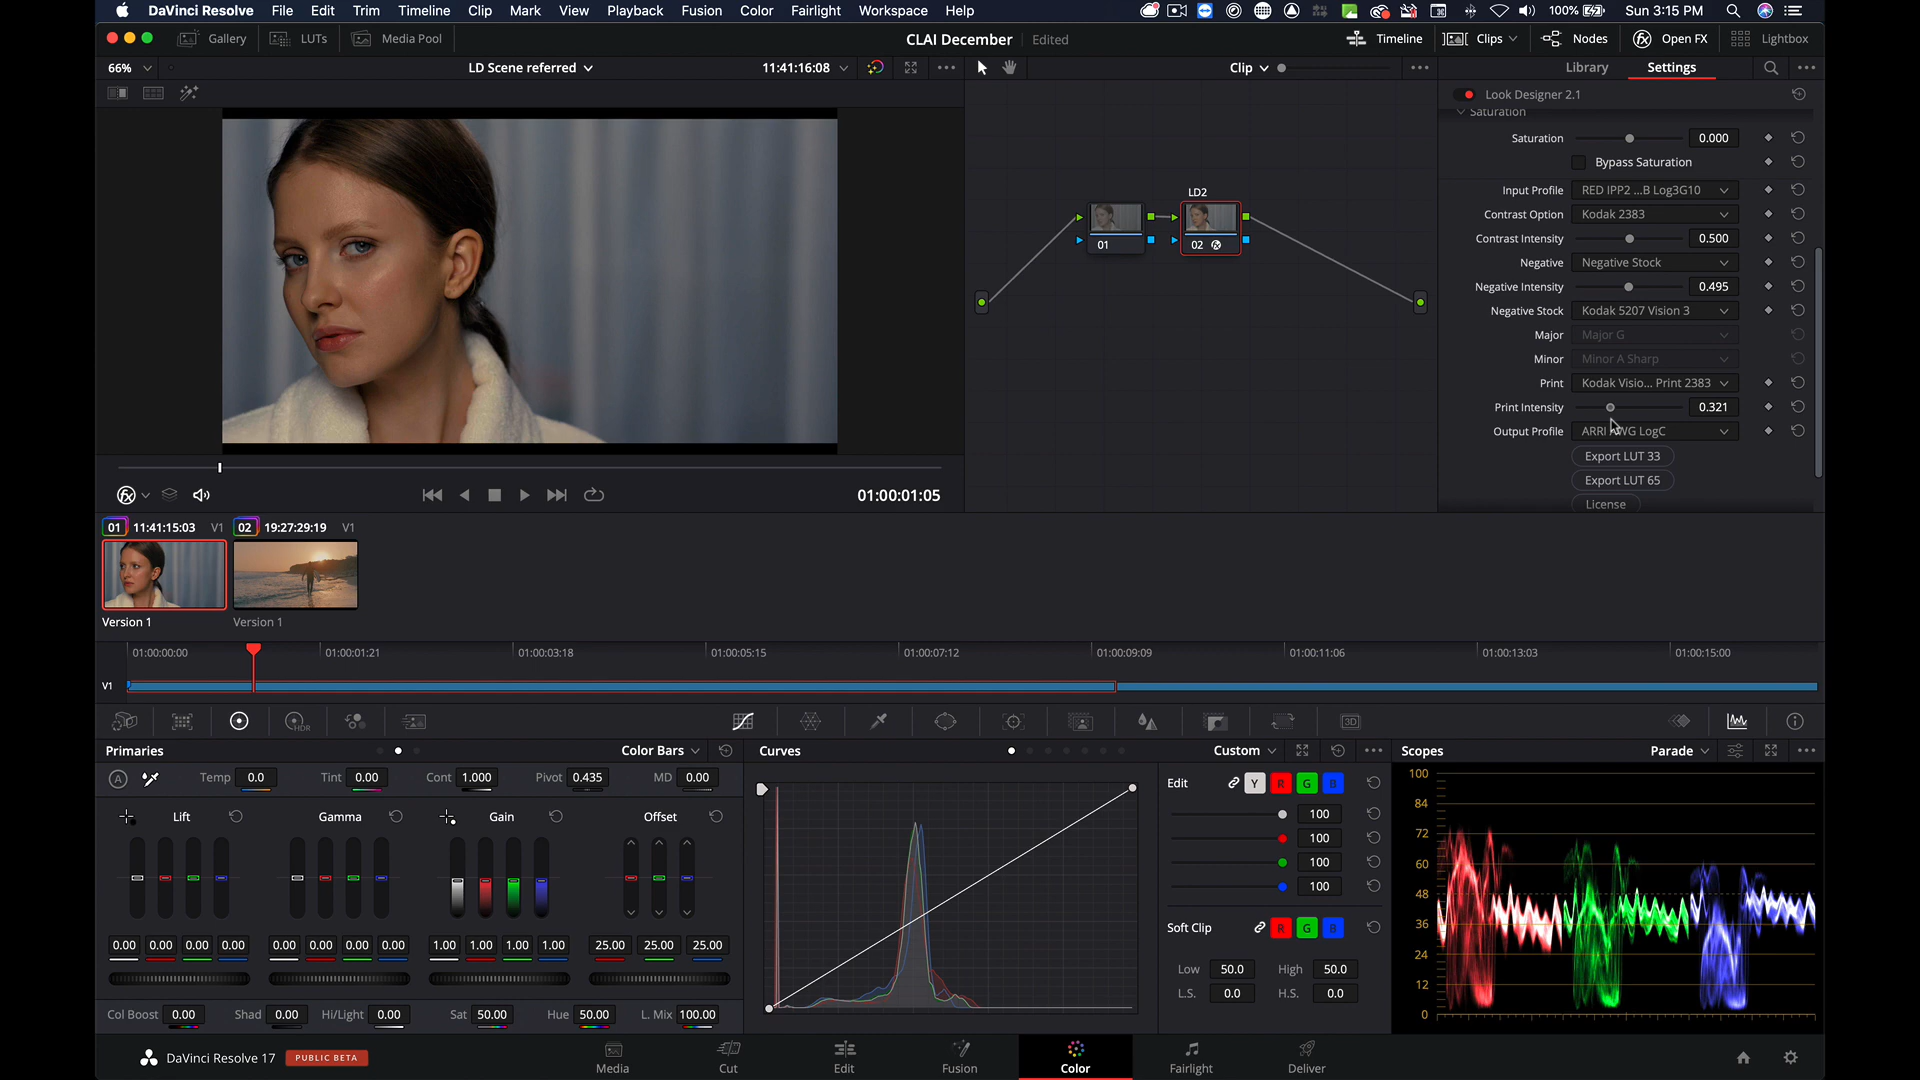 DaVinci Resolve File Edit Trim Timeline Clip Mark View Playback Fusion Color Fairlight Workspace Help 100% Sun 3:15 PM
Gallery LUTs Media Pool CLAI December Edited Timeline Clips Nodes Open FX Lightbox
66% LD Scene referred 11:41:16:08 Clip Library Settings
Look Designer 2.1
Saturation
Saturation 0.000
Bypass Saturation
Input Profile RED IPP2 ...B Log3G10
Contrast Option Kodak 2383
Contrast Intensity 0.500
Negative Negative Stock
Negative Intensity 0.495
Negative Stock Kodak 5207 Vision 3
Major Major G
Minor Minor A Sharp
Print Kodak Visio... Print 2383
Print Intensity 0.321
Output Profile ARRI WG LogC
Export LUT 33
Export LUT 65
License
LD2
01 02
01:00:01:05
01 11:41:15:03 V1 02 19:27:29:19 V1
Version 1 Version 1
01:00:00:00 01:00:01:21 01:00:03:18 01:00:05:15 01:00:07:12 01:00:09:09 01:00:11:06 01:00:13:03 01:00:15:00
V1
HDR 3D
Primaries Color Bars Curves Custom Scopes Parade
A Temp 0.0 Tint 0.00 Cont 1.000 Pivot 0.435 MD 0.00
Lift Gamma Gain Offset
0.00 0.00 0.00 0.00 0.00 0.00 0.00 0.00 1.00 1.00 1.00 1.00 25.00 25.00 25.00
Col Boost 0.00 Shad 0.00 Hi/Light 0.00 Sat 50.00 Hue 50.00 L. Mix 100.00
Edit Y R G B
100
100
100
100
Soft Clip R G B
Low 50.0 High 50.0
L.S. 0.0 H.S. 0.0
100
84
72
60
48
36
24
12
0
DaVinci Resolve 17 PUBLIC BETA
Media Cut Edit Fusion Color Fairlight Deliver